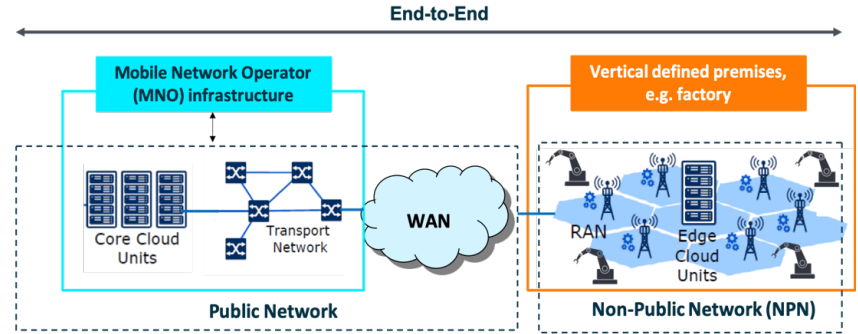 End-to-End
Mobile Network Operator
(MNO) infrastructure
Vertical defined premises,
e.g. factory
Core Cloud
Units
Transport
Network
WAN
RAN
Edge
Cloud
Units
Public Network
Non-Public Network (NPN)